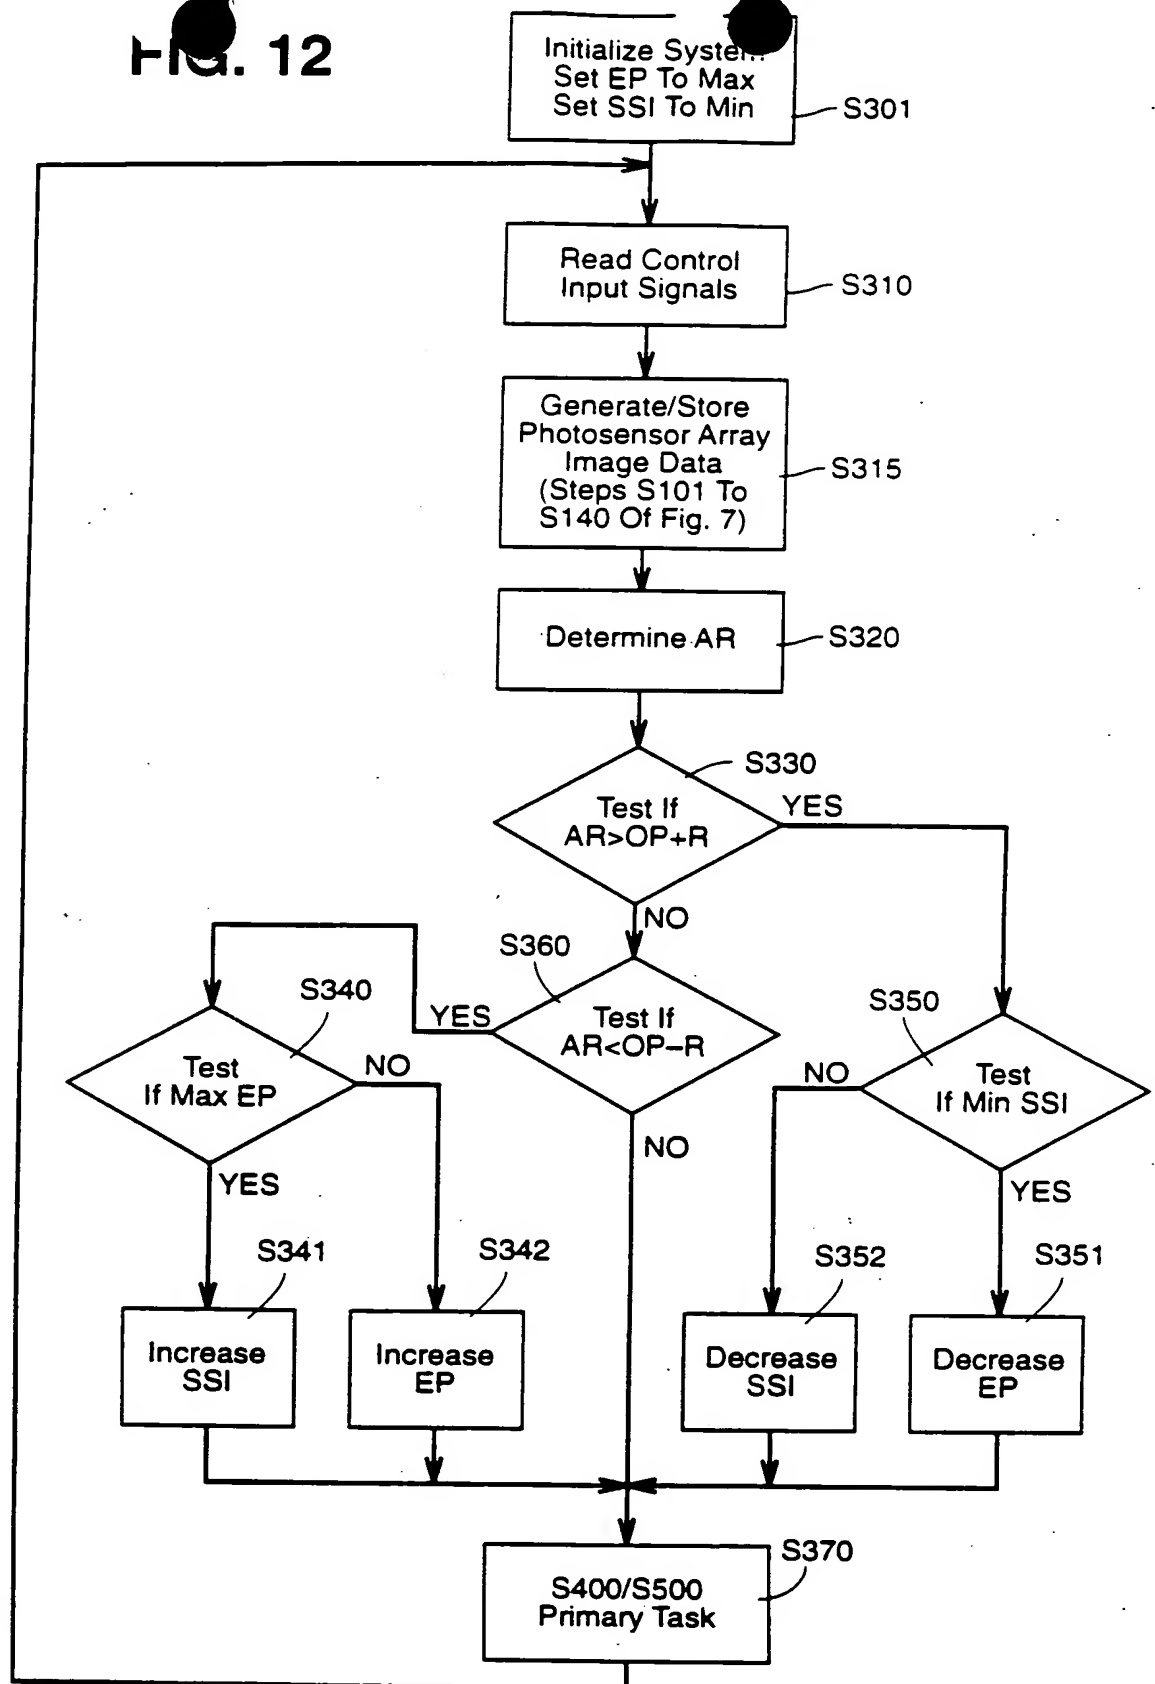 FIG. 12
Initialize System
Set EP To Max
Set SSI To Min
S301
Read Control
Input Signals
S310
Generate/Store
Photosensor Array
Image Data
(Steps S101 To
S140 Of Fig. 7)
S315
Determine AR
S320
S330
Test If
AR>OP+R
YES
NO
S360
Test If
AR<OP−R
YES
NO
S340
Test
If Max EP
NO
YES
S350
Test
If Min SSI
NO
YES
S341
Increase
SSI
S342
Increase
EP
S352
Decrease
SSI
S351
Decrease
EP
S370
S400/S500
Primary Task